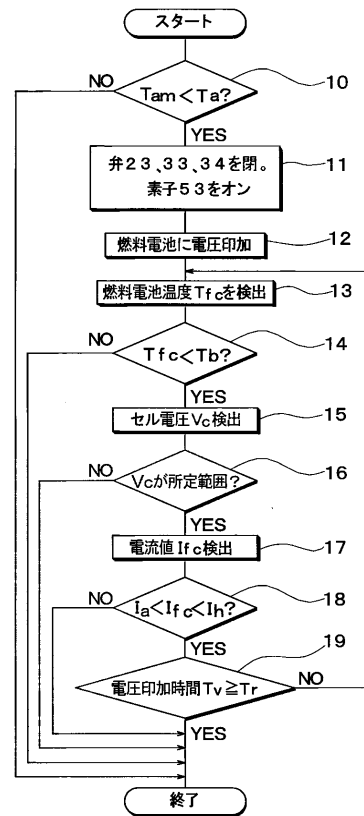 スタート
NO
Tam<Ta?
10
YES
弁23、33、34を閉。
素子53をオン
11
燃料電池に電圧印加
12
燃料電池温度Tfcを検出
13
NO
Tfc<Tb?
14
YES
セル電圧Vc検出
15
NO
Vcが所定範囲?
16
YES
電流値Ifc検出
17
NO
Ia<Ifc<Ih?
18
YES
19
電圧印加時間Tv≧Tr
NO
YES
終了